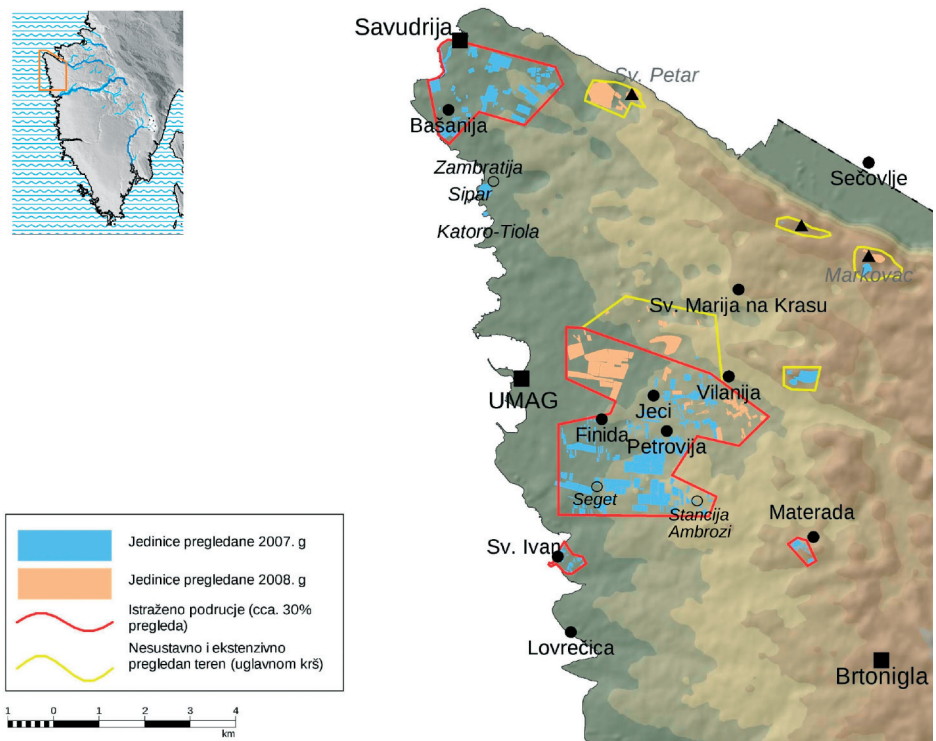 Savudrija
Sv. Petar
Bašanija
Zambratija
Sipar
Sečovlje
Katoro-Tiola
Markovac
Sv. Marija na Krasu
UMAG
Vilanija
Jeci
Finida
Petrovija
Seget
Stancija
Ambrozi
Materada
Sv. Ivan
Lovrečica
Brtonigla
Jedinice pregledane 2007. g
Jedinice pregledane 2008. g
Istraženo podrucje (cca. 30%
pregleda)
Nesustavno i ekstenzivno
pregledan teren (uglavnom krš)
1 0 1 2 3 4
km